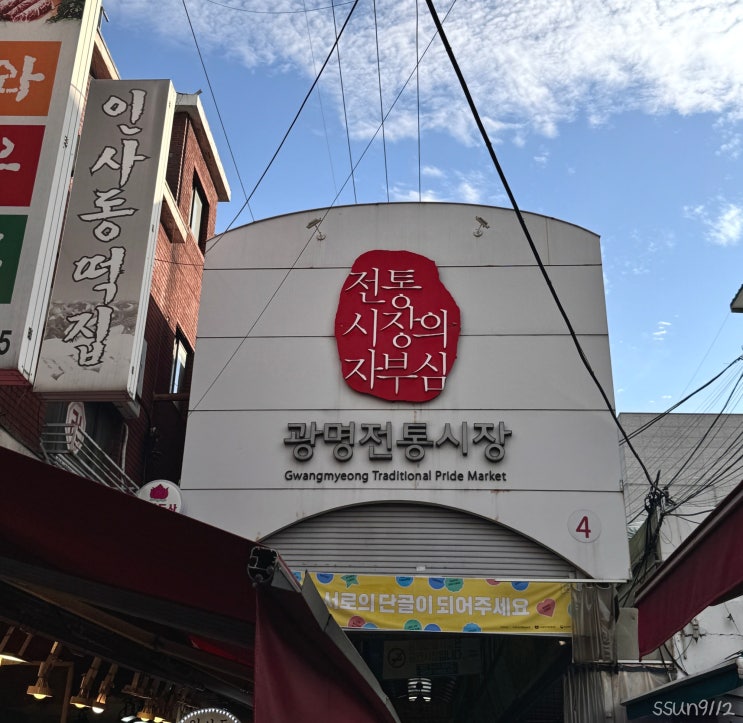 인사동떡집
전통
시장의
자부심
광명전통시장
Gwangmyeong Traditional Pride Market
4
서로의 단골이 되어주세요
5
ssun9112